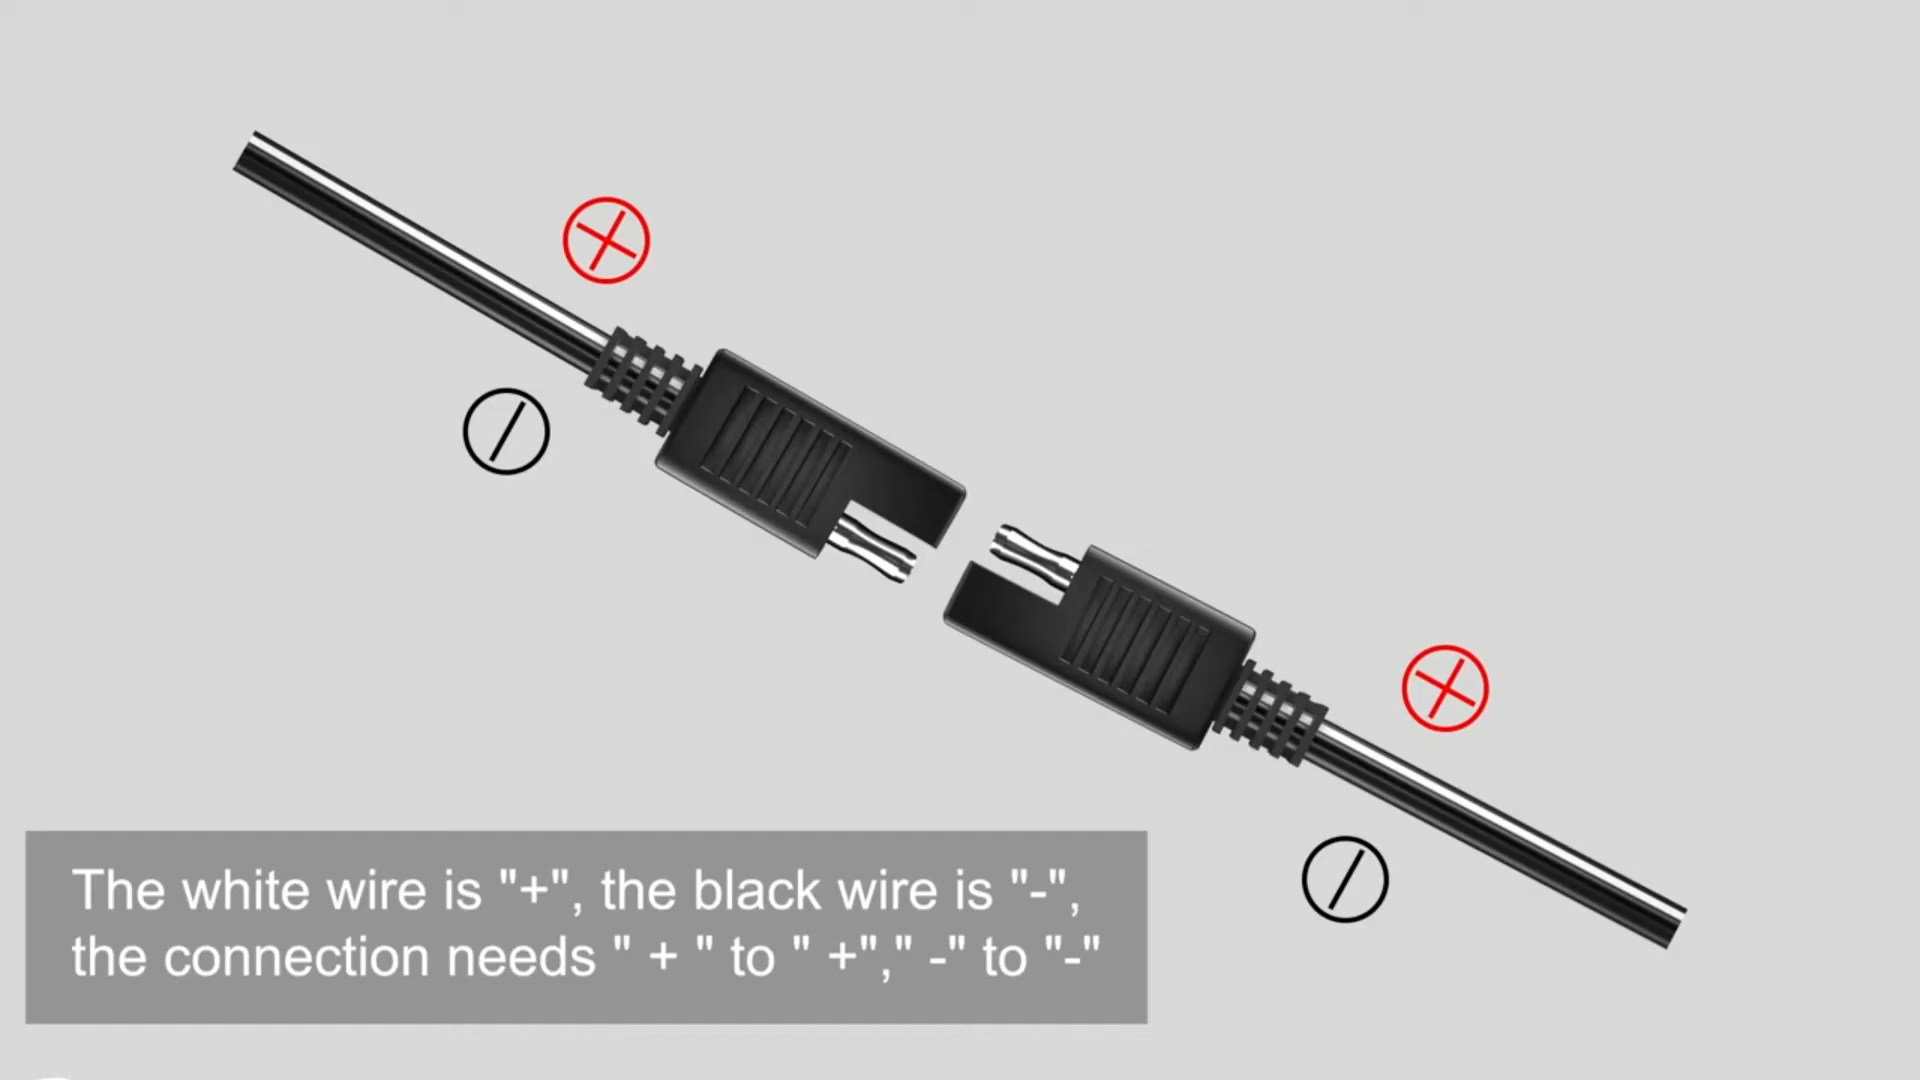 The white wire is "+", the black wire is "-",
the connection needs " + " to " +"," -" to "-"